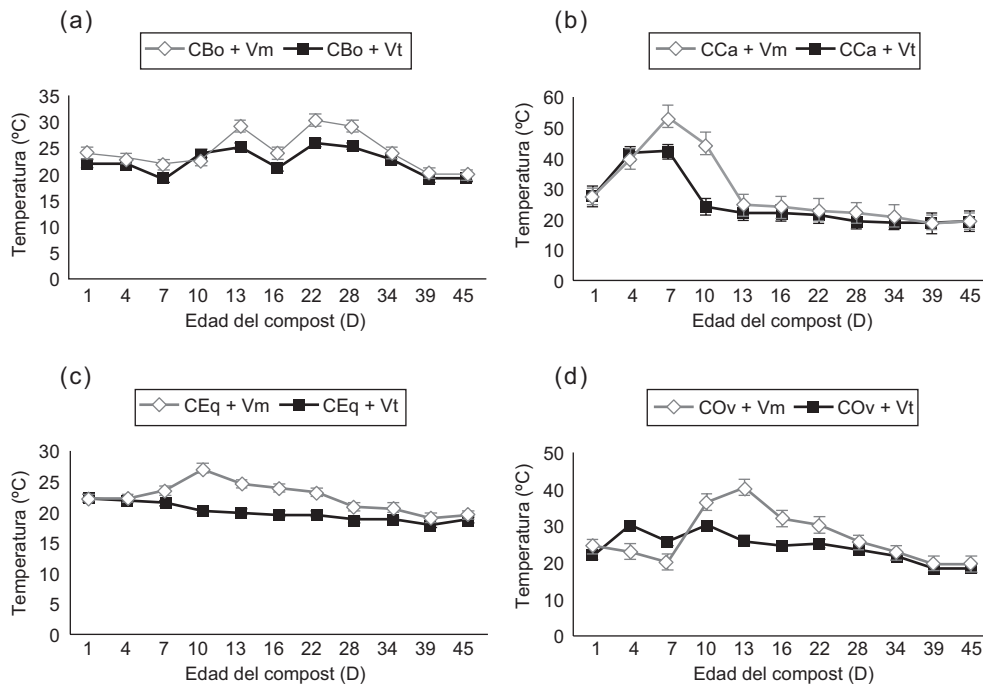 (a)
CBo + Vm CBo + Vt
Temperatura (ºC)
35
30
25
20
15
10
5
0
1 4 7 10 13 16 22 28 34 39 45
Edad del compost (D)
(b)
CCa + Vm CCa + Vt
Temperatura (ºC)
60
50
40
30
20
10
0
1 4 7 10 13 16 22 28 34 39 45
Edad del compost (D)
(c)
CEq + Vm CEq + Vt
Temperatura (ºC)
30
25
20
15
10
5
0
1 4 7 10 13 16 22 28 34 39 45
Edad del compost (D)
(d)
COv + Vm COv + Vt
Temperatura (ºC)
50
40
30
20
10
0
1 4 7 10 13 16 22 28 34 39 45
Edad del compost (D)